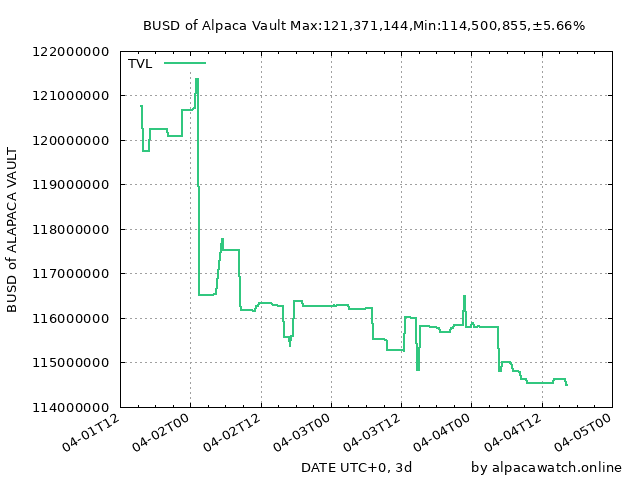 BUSD of Alpaca Vault Max:121,371,144,Min:114,500,855,±5.66%
TVL
122000000
121000000
120000000
119000000
118000000
117000000
116000000
115000000
114000000
BUSD of ALAPACA VAULT
04-01T12
04-02T00
04-02T12
04-03T00
04-03T12
04-04T00
04-04T12
04-05T00
DATE UTC+0, 3d
by alpacawatch.online